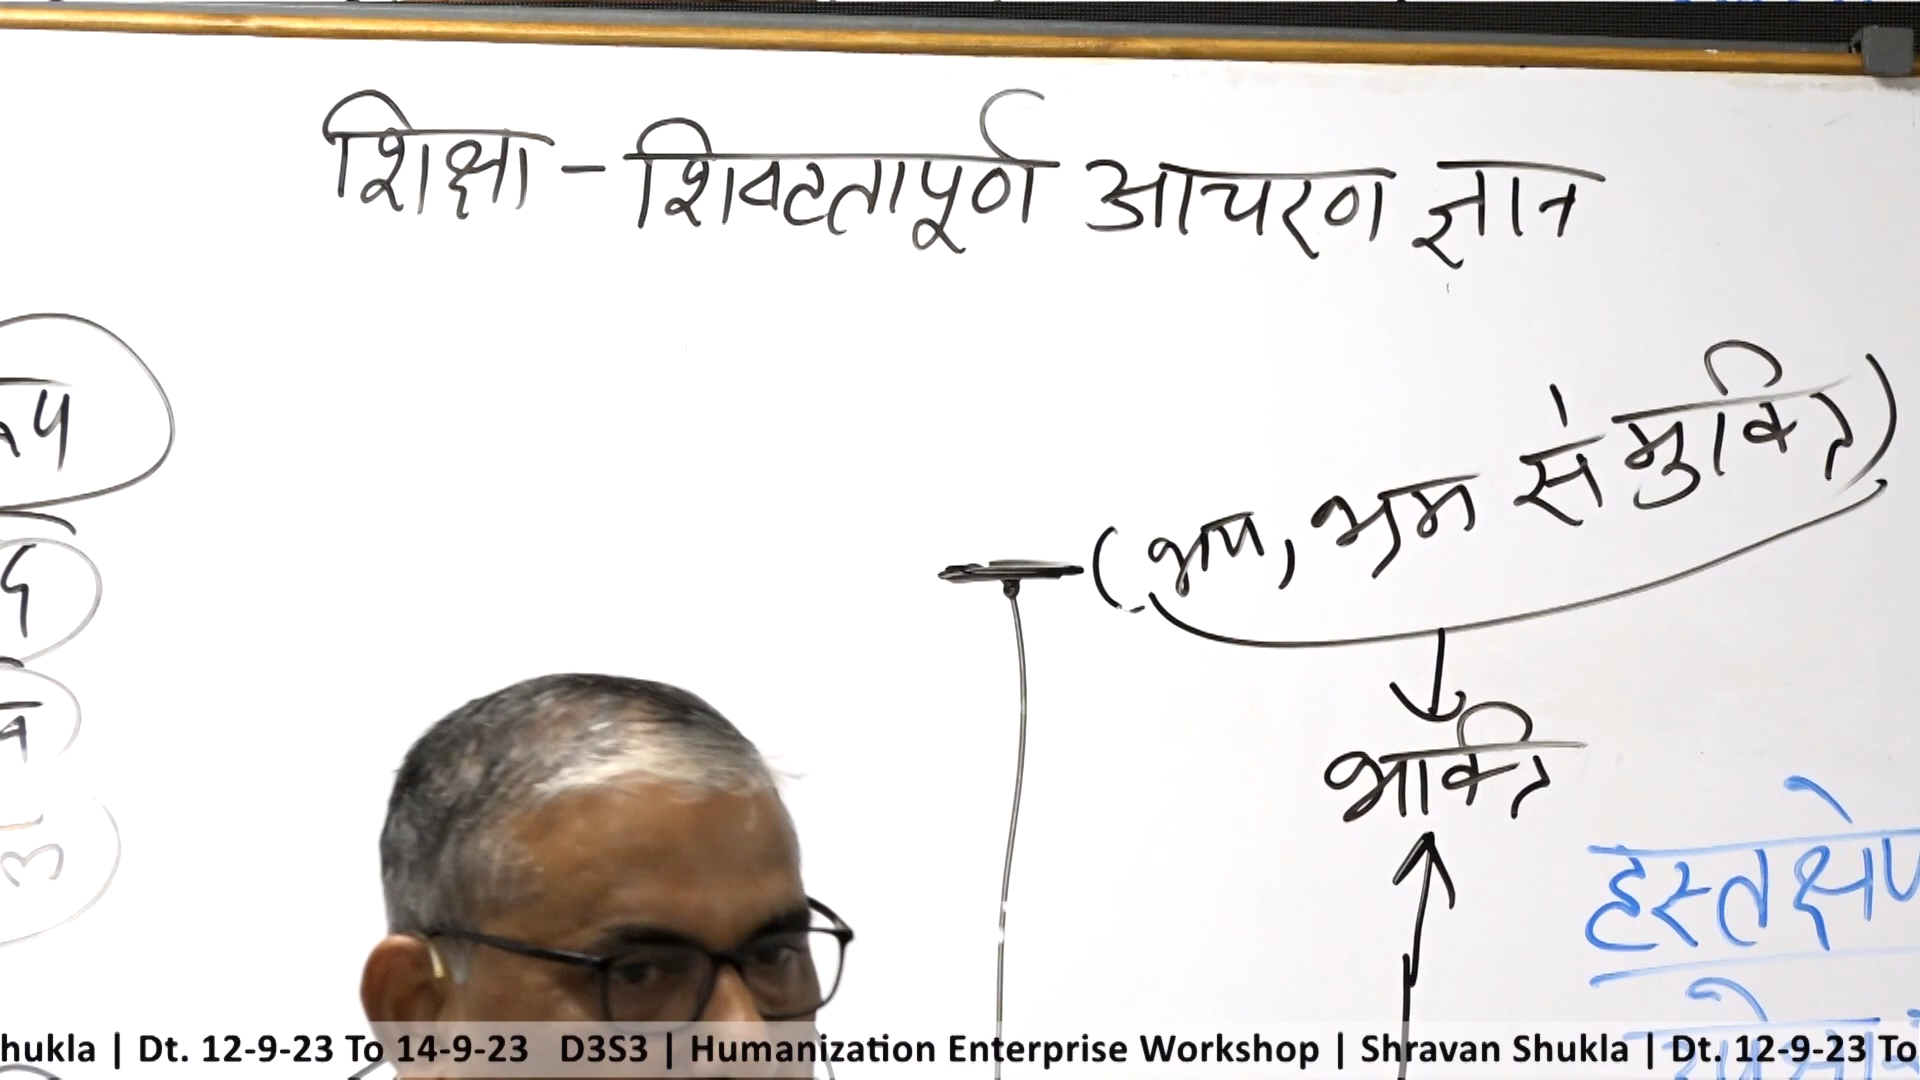 शिक्षा - शिष्टतापूर्ण आचरण ज्ञान
(भय, भ्रम से मुक्ति)
भक्ति
हस्तक्षेप
hukla | Dt. 12-9-23 To 14-9-23 D3S3 | Humanization Enterprise Workshop | Shravan Shukla | Dt. 12-9-23 To